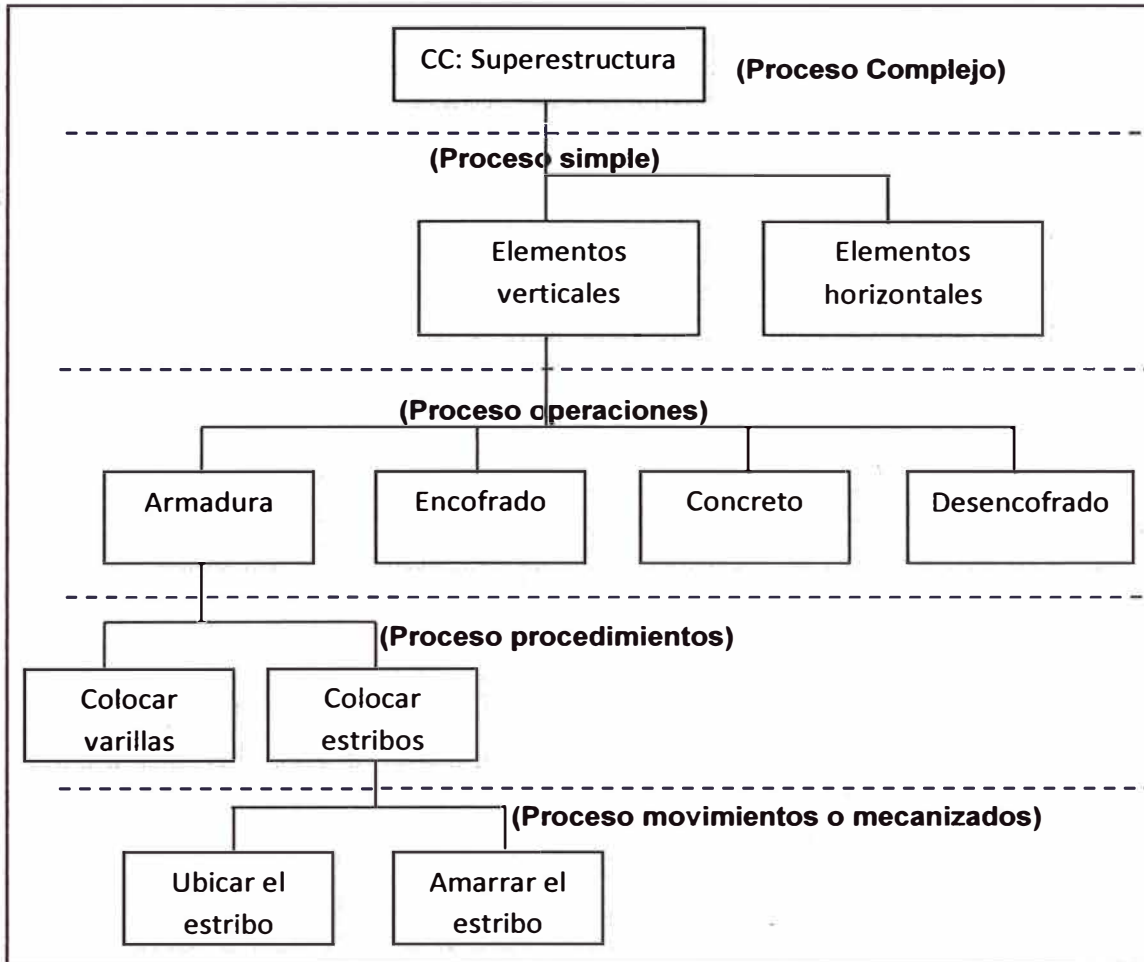 CC: Superestructura
(Proceso Complejo)
(Proceso simple)
Elementos
verticales
Elementos
horizontales
(Proceso operaciones)
Armadura
Encofrado
Concreto
Desencofrado
(Proceso procedimientos)
Colocar
varillas
Colocar
estribos
(Proceso movimientos o mecanizados)
Ubicar el
estribo
Amarrar el
estribo